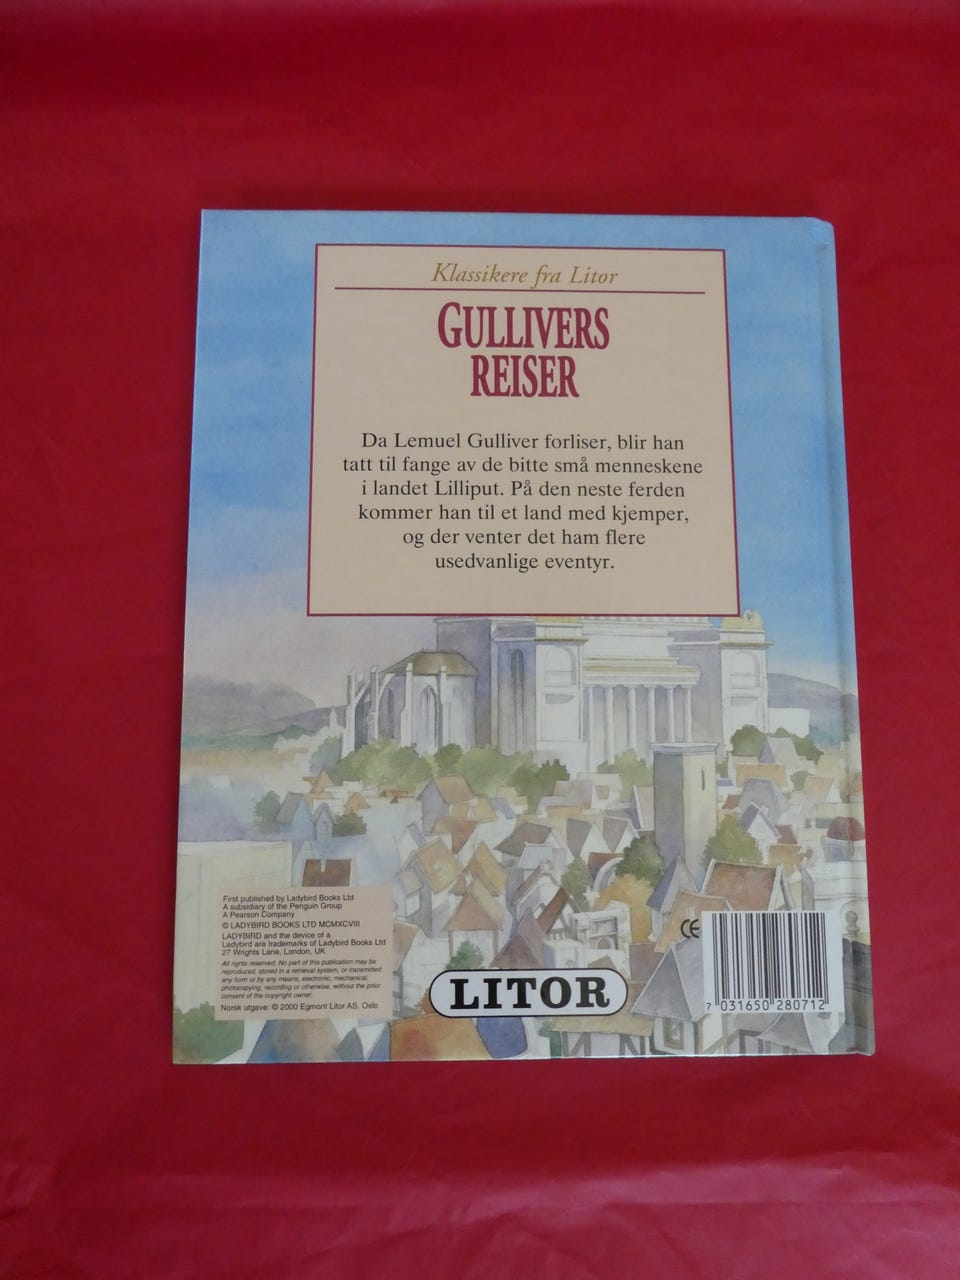 Klassikere fra Litor
GULLIVERS
REISER
Da Lemuel Gulliver forliser, blir han
tatt til fange av de bitte små menneskene
i landet Lilliput. På den neste ferden
kommer han til et land med kjemper,
og der venter det ham flere
usedvanlige eventyr.
First published by Ladybird Books Ltd
A subsidiary of the Penguin Group
A Pearson Company
© LADYBIRD BOOKS LTD MCMXCVIII
LADYBIRD and the device of a
Ladybird are trademarks of Ladybird Books Ltd
27 Wrights Lane, London, UK
All rights reserved. No part of this publication may be
reproduced, stored in a retrieval system, or transmitted
any form or by any means, electronic, mechanical,
photocopying, recording or otherwise, without the prior
consent of the copyright owner.
Norsk utgave: © 2000 Egmont Litor AS, Oslo
LITOR
CE
7 031650 280712